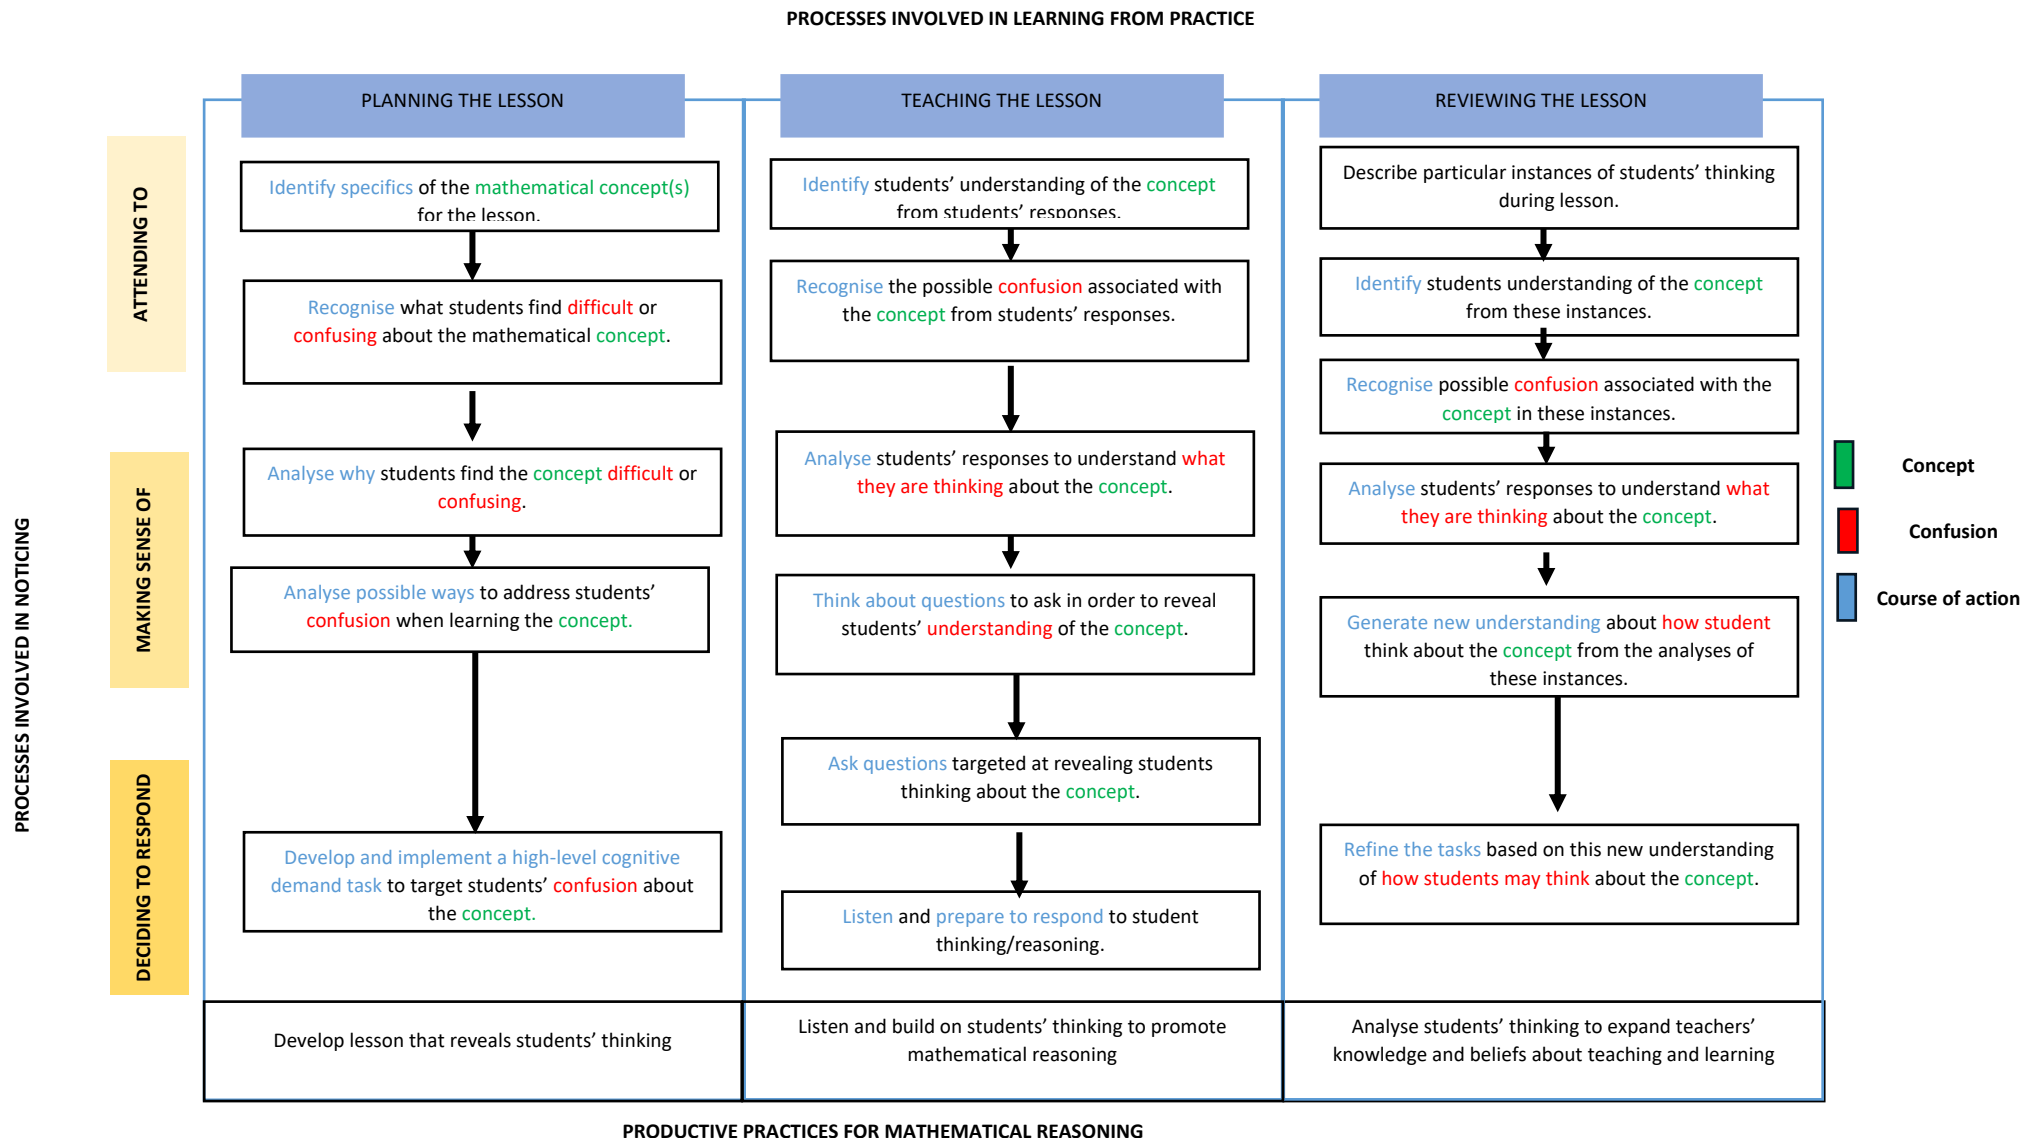 PROCESSES INVOLVED IN LEARNING FROM PRACTICE
PLANNING THE LESSON
TEACHING THE LESSON
REVIEWING THE LESSON
PROCESSES INVOLVED IN NOTICING
ATTENDING TO
MAKING SENSE OF
DECIDING TO RESPOND
Identify specifics of the mathematical concept(s)
for the lesson.
Recognise what students find difficult or
confusing about the mathematical concept.
Analyse why students find the concept difficult or
confusing.
Analyse possible ways to address students’
confusion when learning the concept.
Develop and implement a high-level cognitive
demand task to target students’ confusion about
the concept.
Develop lesson that reveals students’ thinking
Identify students’ understanding of the concept
from students’ responses.
Recognise the possible confusion associated with
the concept from students’ responses.
Analyse students’ responses to understand what
they are thinking about the concept.
Think about questions to ask in order to reveal
students’ understanding of the concept.
Ask questions targeted at revealing students
thinking about the concept.
Listen and prepare to respond to student
thinking/reasoning.
Listen and build on students’ thinking to promote
mathematical reasoning
Describe particular instances of students’ thinking
during lesson.
Identify students understanding of the concept
from these instances.
Recognise possible confusion associated with the
concept in these instances.
Analyse students’ responses to understand what
they are thinking about the concept.
Generate new understanding about how student
think about the concept from the analyses of
these instances.
Refine the tasks based on this new understanding
of how students may think about the concept.
Analyse students’ thinking to expand teachers’
knowledge and beliefs about teaching and learning
Concept
Confusion
Course of action
PRODUCTIVE PRACTICES FOR MATHEMATICAL REASONING